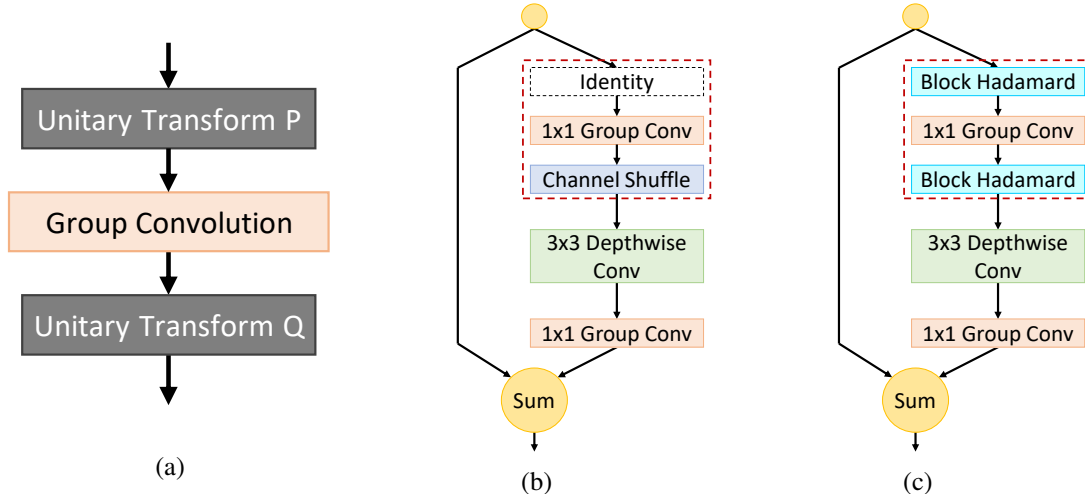 Unitary Transform P
Group Convolution
Unitary Transform Q
(a)
Identity
1x1 Group Conv
Channel Shuffle
3x3 Depthwise
Conv
1x1 Group Conv
Sum
(b)
Block Hadamard
1x1 Group Conv
Block Hadamard
3x3 Depthwise
Conv
1x1 Group Conv
Sum
(c)